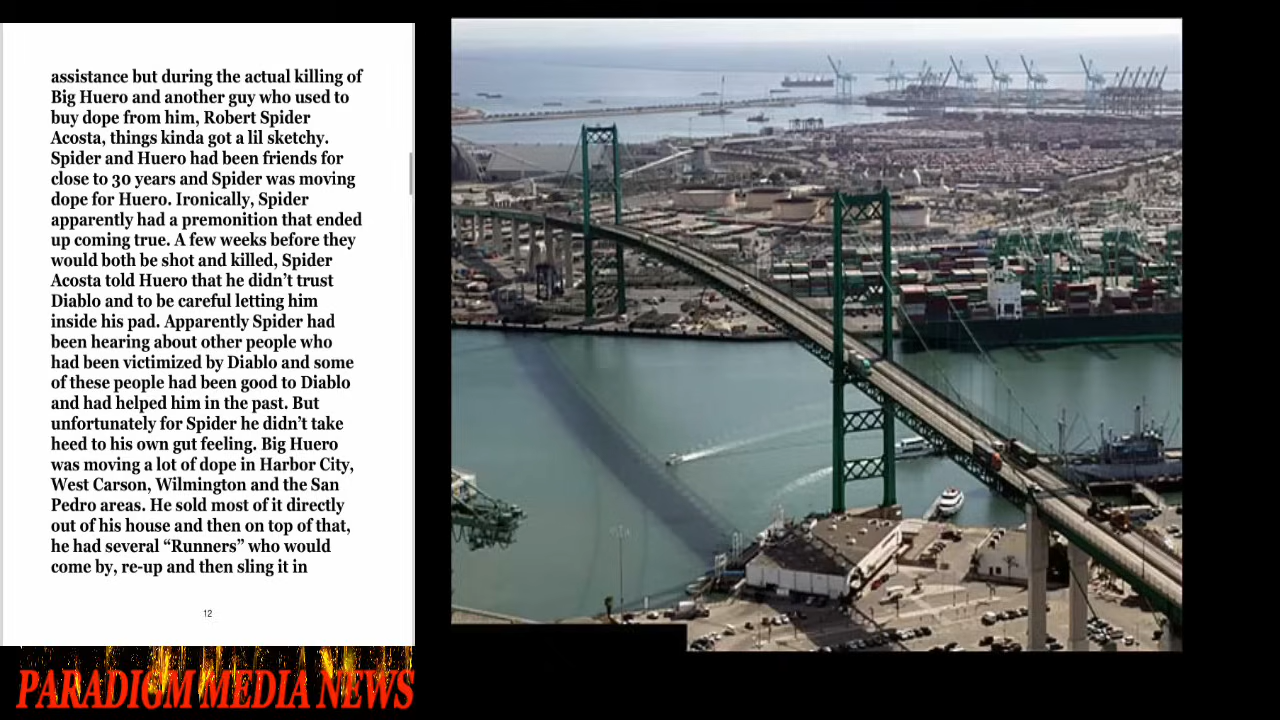 assistance but during the actual killing of
Big Huero and another guy who used to
buy dope from him, Robert Spider
Acosta, things kinda got a lil sketchy.
Spider and Huero had been friends for
close to 30 years and Spider was moving
dope for Huero. Ironically, Spider
apparently had a premonition that ended
up coming true. A few weeks before they
would both be shot and killed, Spider
Acosta told Huero that he didn’t trust
Diablo and to be careful letting him
inside his pad. Apparently Spider had
been hearing about other people who
had been victimized by Diablo and some
of these people had been good to Diablo
and had helped him in the past. But
unfortunately for Spider he didn’t take
heed to his own gut feeling. Big Huero
was moving a lot of dope in Harbor City,
West Carson, Wilmington and the San
Pedro areas. He sold most of it directly
out of his house and then on top of that,
he had several “Runners” who would
come by, re-up and then sling it in
12
PARADIGM MEDIA NEWS